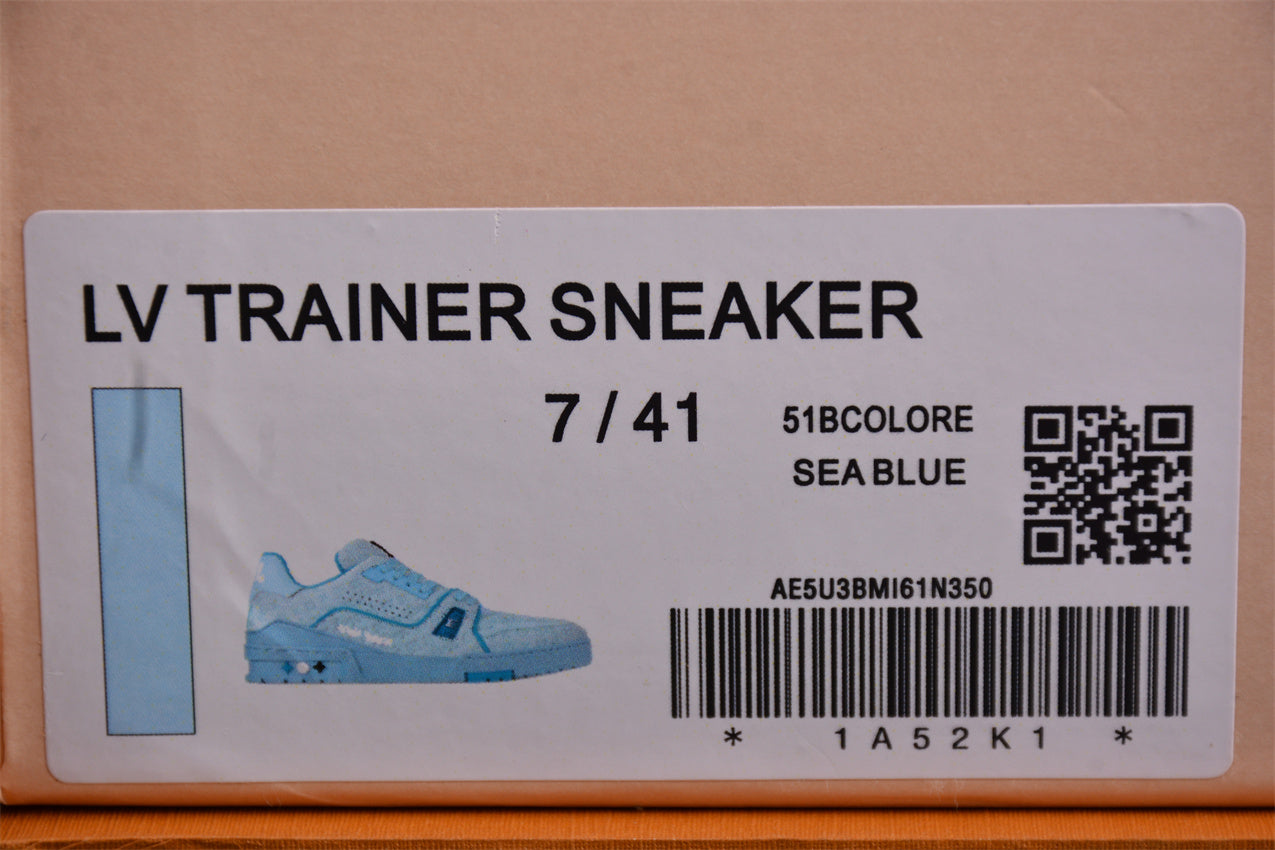 LV TRAINER SNEAKER
7 / 41
51BCOLORE
SEA BLUE
AE5U3BMI61N350
* 1A52K1 *